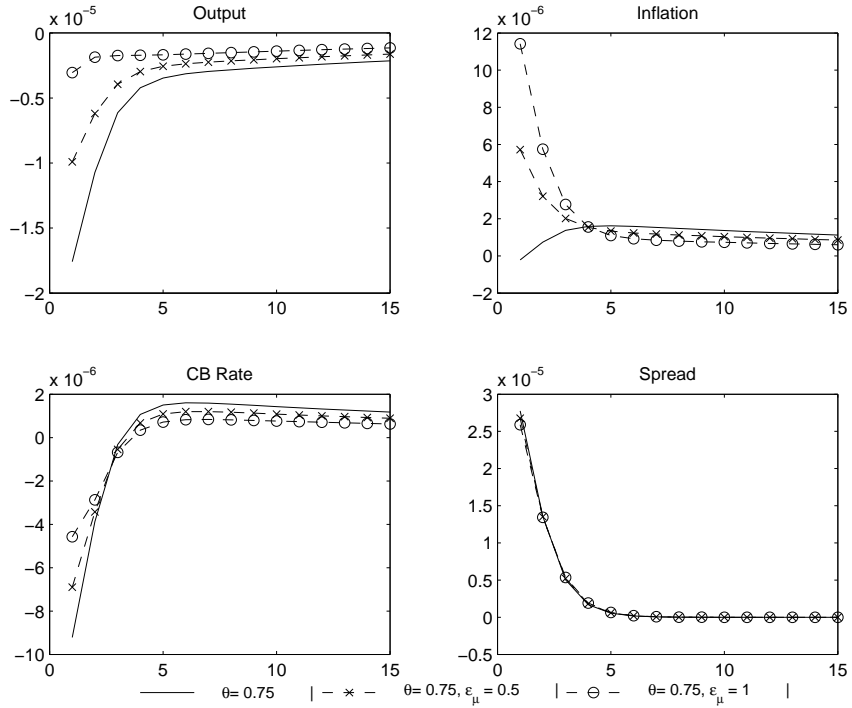 Output
x 10^-5
0
−0.5
−1
−1.5
−2
0 5 10 15
Inflation
x 10^-6
12
10
8
6
4
2
0
−2
0 5 10 15
CB Rate
x 10^-6
2
0
−2
−4
−6
−8
−10
0 5 10 15
Spread
x 10^-5
3
2.5
2
1.5
1
0.5
0
0 5 10 15
θ= 0.75 | θ= 0.75, ε_μ = 0.5 | θ= 0.75, ε_μ = 1 |